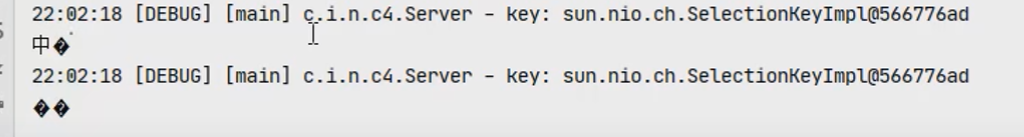 22:02:18 [DEBUG] [main] c.i.n.c4.Server - key: sun.nio.ch.SelectionKeyImpl@566776ad
中�
22:02:18 [DEBUG] [main] c.i.n.c4.Server - key: sun.nio.ch.SelectionKeyImpl@566776ad
��